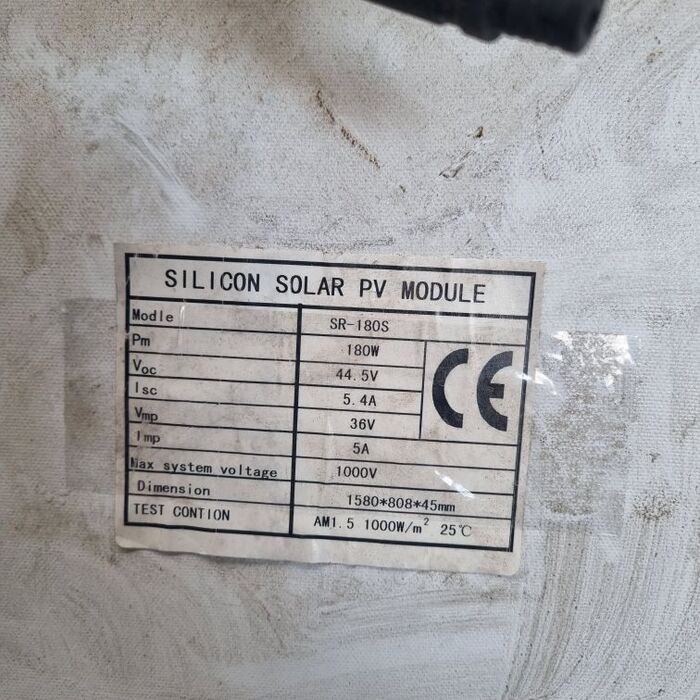 SILICON SOLAR PV MODULE
Modle SR-180S
Pm 180W
Voc 44.5V
Isc 5.4A
Vmp 36V
Imp 5A
Max system voltage 1000V
Dimension 1580*808*45mm
TEST CONTION AM1.5 1000W/m² 25℃
CE